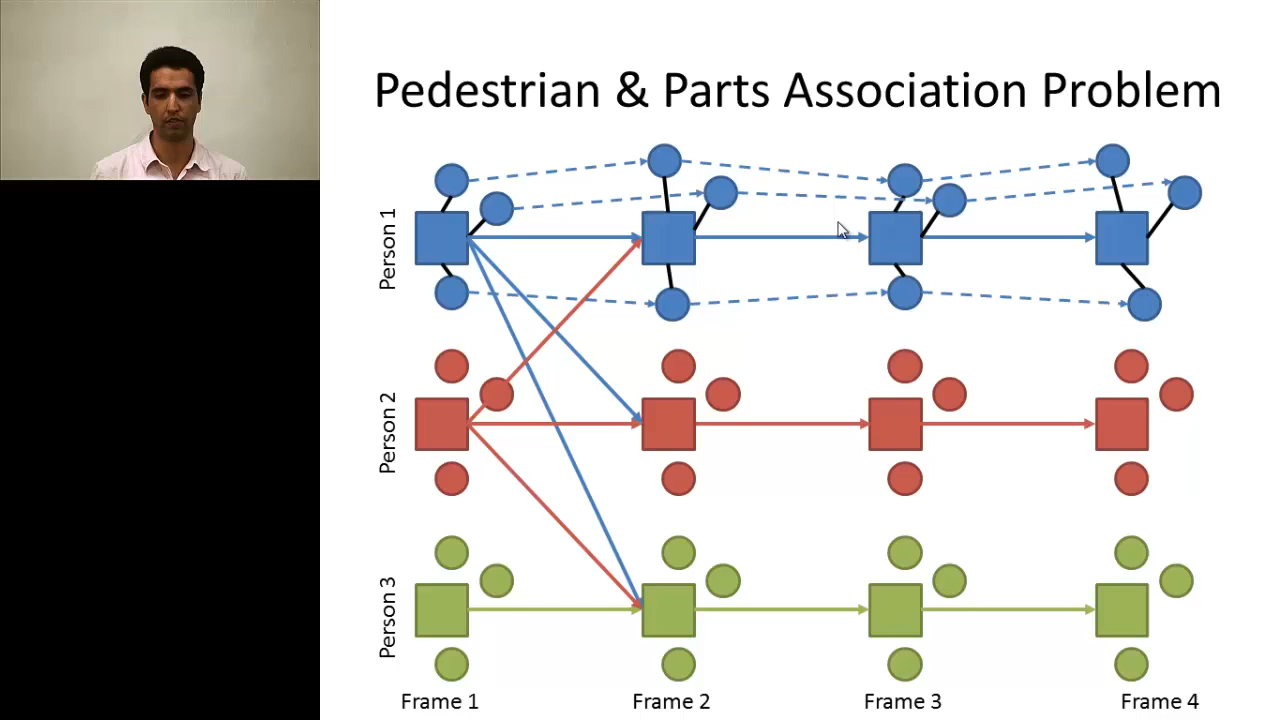 Pedestrian & Parts Association Problem
Person 1
Person 2
Person 3
Frame 1
Frame 2
Frame 3
Frame 4